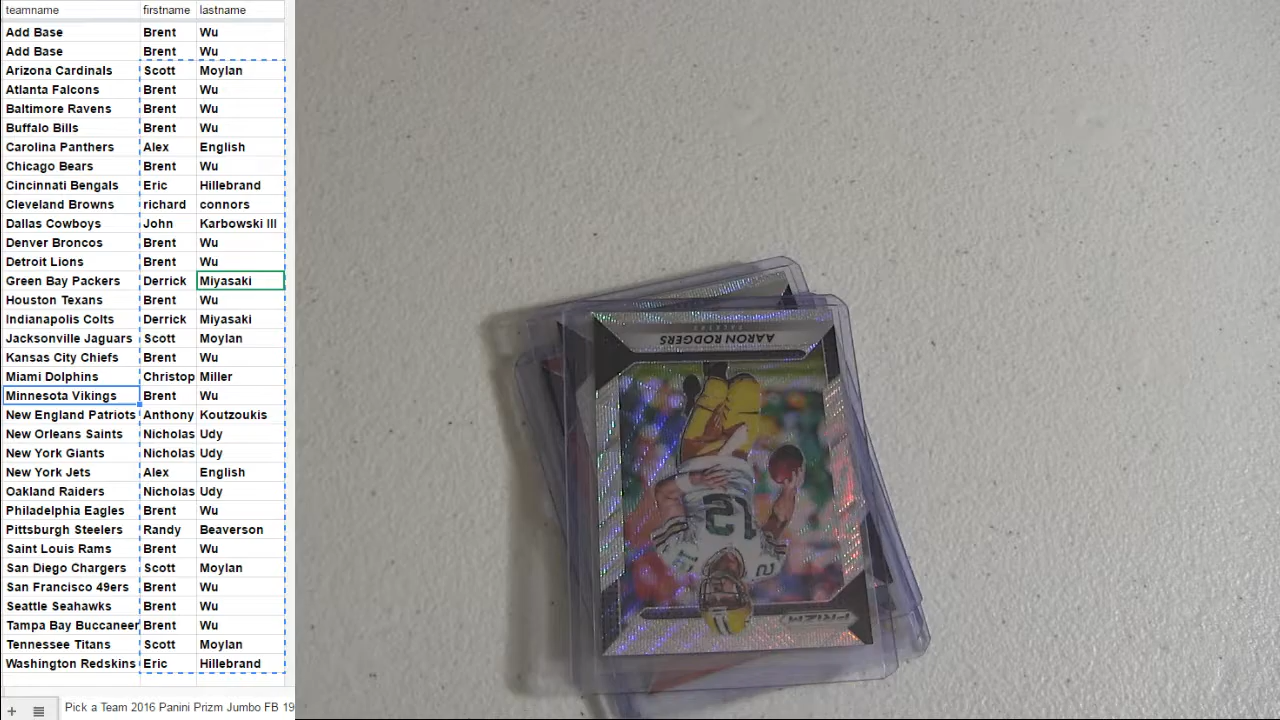 teamname firstname lastname
Add Base Brent Wu
Add Base Brent Wu
Arizona Cardinals Scott Moylan
Atlanta Falcons Brent Wu
Baltimore Ravens Brent Wu
Buffalo Bills Brent Wu
Carolina Panthers Alex English
Chicago Bears Brent Wu
Cincinnati Bengals Eric Hillebrand
Cleveland Browns richard connors
Dallas Cowboys John Karbowski III
Denver Broncos Brent Wu
Detroit Lions Brent Wu
Green Bay Packers Derrick Miyasaki
Houston Texans Brent Wu
Indianapolis Colts Derrick Miyasaki
Jacksonville Jaguars Scott Moylan
Kansas City Chiefs Brent Wu
Miami Dolphins Christop Miller
Minnesota Vikings Brent Wu
New England Patriots Anthony Koutzoukis
New Orleans Saints Nicholas Udy
New York Giants Nicholas Udy
New York Jets Alex English
Oakland Raiders Nicholas Udy
Philadelphia Eagles Brent Wu
Pittsburgh Steelers Randy Beaverson
Saint Louis Rams Brent Wu
San Diego Chargers Scott Moylan
San Francisco 49ers Brent Wu
Seattle Seahawks Brent Wu
Tampa Bay Buccaneer Brent Wu
Tennessee Titans Scott Moylan
Washington Redskins Eric Hillebrand
Pick a Team 2016 Panini Prizm Jumbo FB 19
PACKERS
AARON RODGERS
12
12
PRIZM